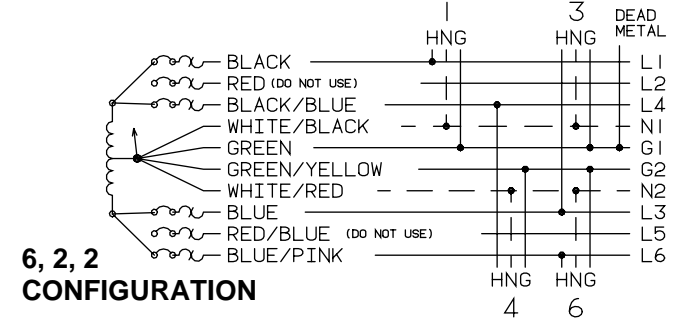 1 3 DEAD
HNG HNG METAL
BLACK L1
RED (DO NOT USE) L2
BLACK/BLUE L4
WHITE/BLACK N1
GREEN G1
GREEN/YELLOW G2
WHITE/RED N2
BLUE L3
RED/BLUE (DO NOT USE) L5
BLUE/PINK L6
6, 2, 2
CONFIGURATION
HNG HNG
4 6